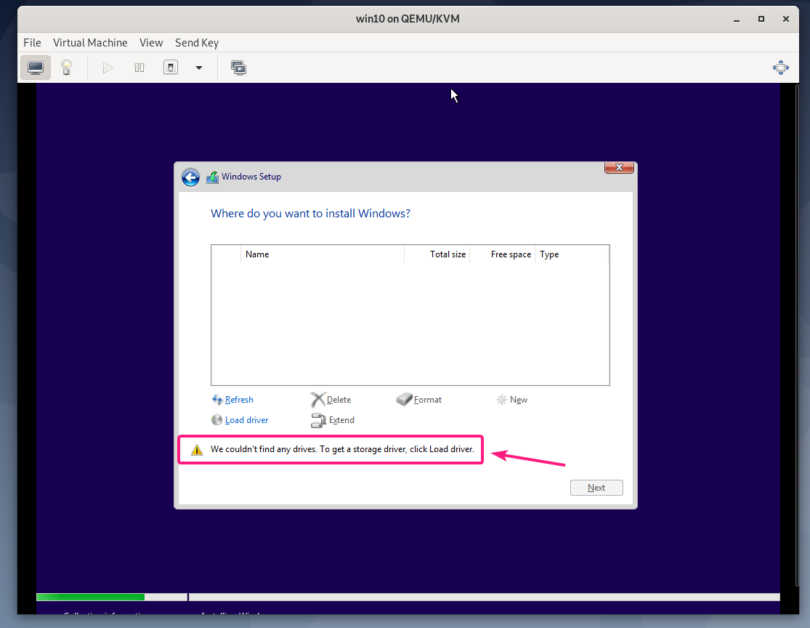 win10 on QEMU/KVM
File Virtual Machine View Send Key
Windows Setup
Where do you want to install Windows?
Name Total size Free space Type
Refresh Delete Format New
Load driver Extend
We couldn't find any drives. To get a storage driver, click Load driver.
Next